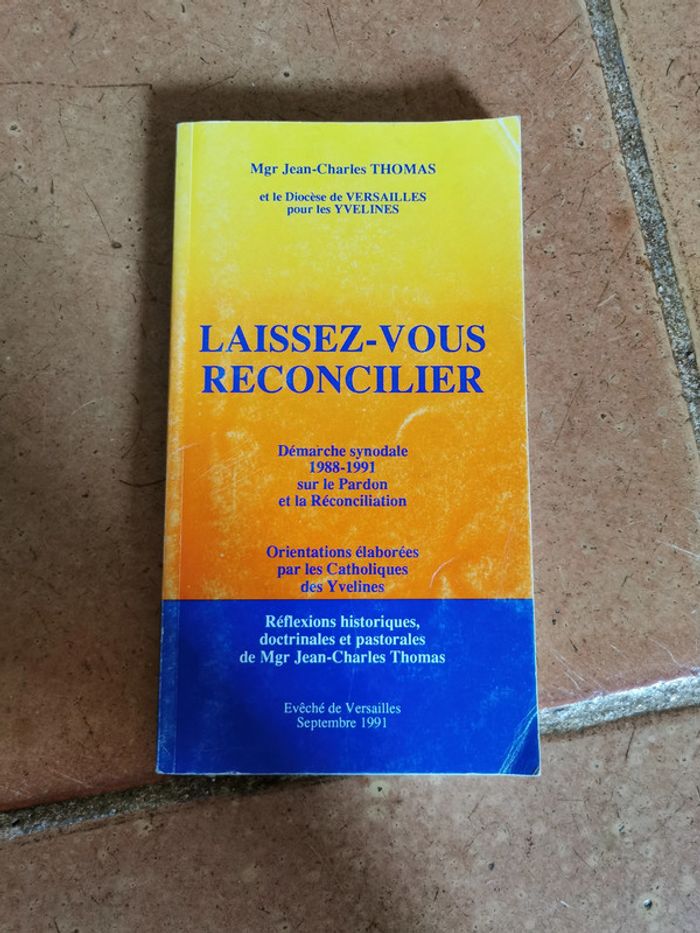 Mgr Jean-Charles THOMAS
et le Diocèse de VERSAILLES
pour les YVELINES
LAISSEZ-VOUS
RECONCILIER
Démarche synodale
1988-1991
sur le Pardon
et la Réconciliation
Orientations élaborées
par les Catholiques
des Yvelines
Réflexions historiques,
doctrinales et pastorales
de Mgr Jean-Charles Thomas
Evêché de Versailles
Septembre 1991